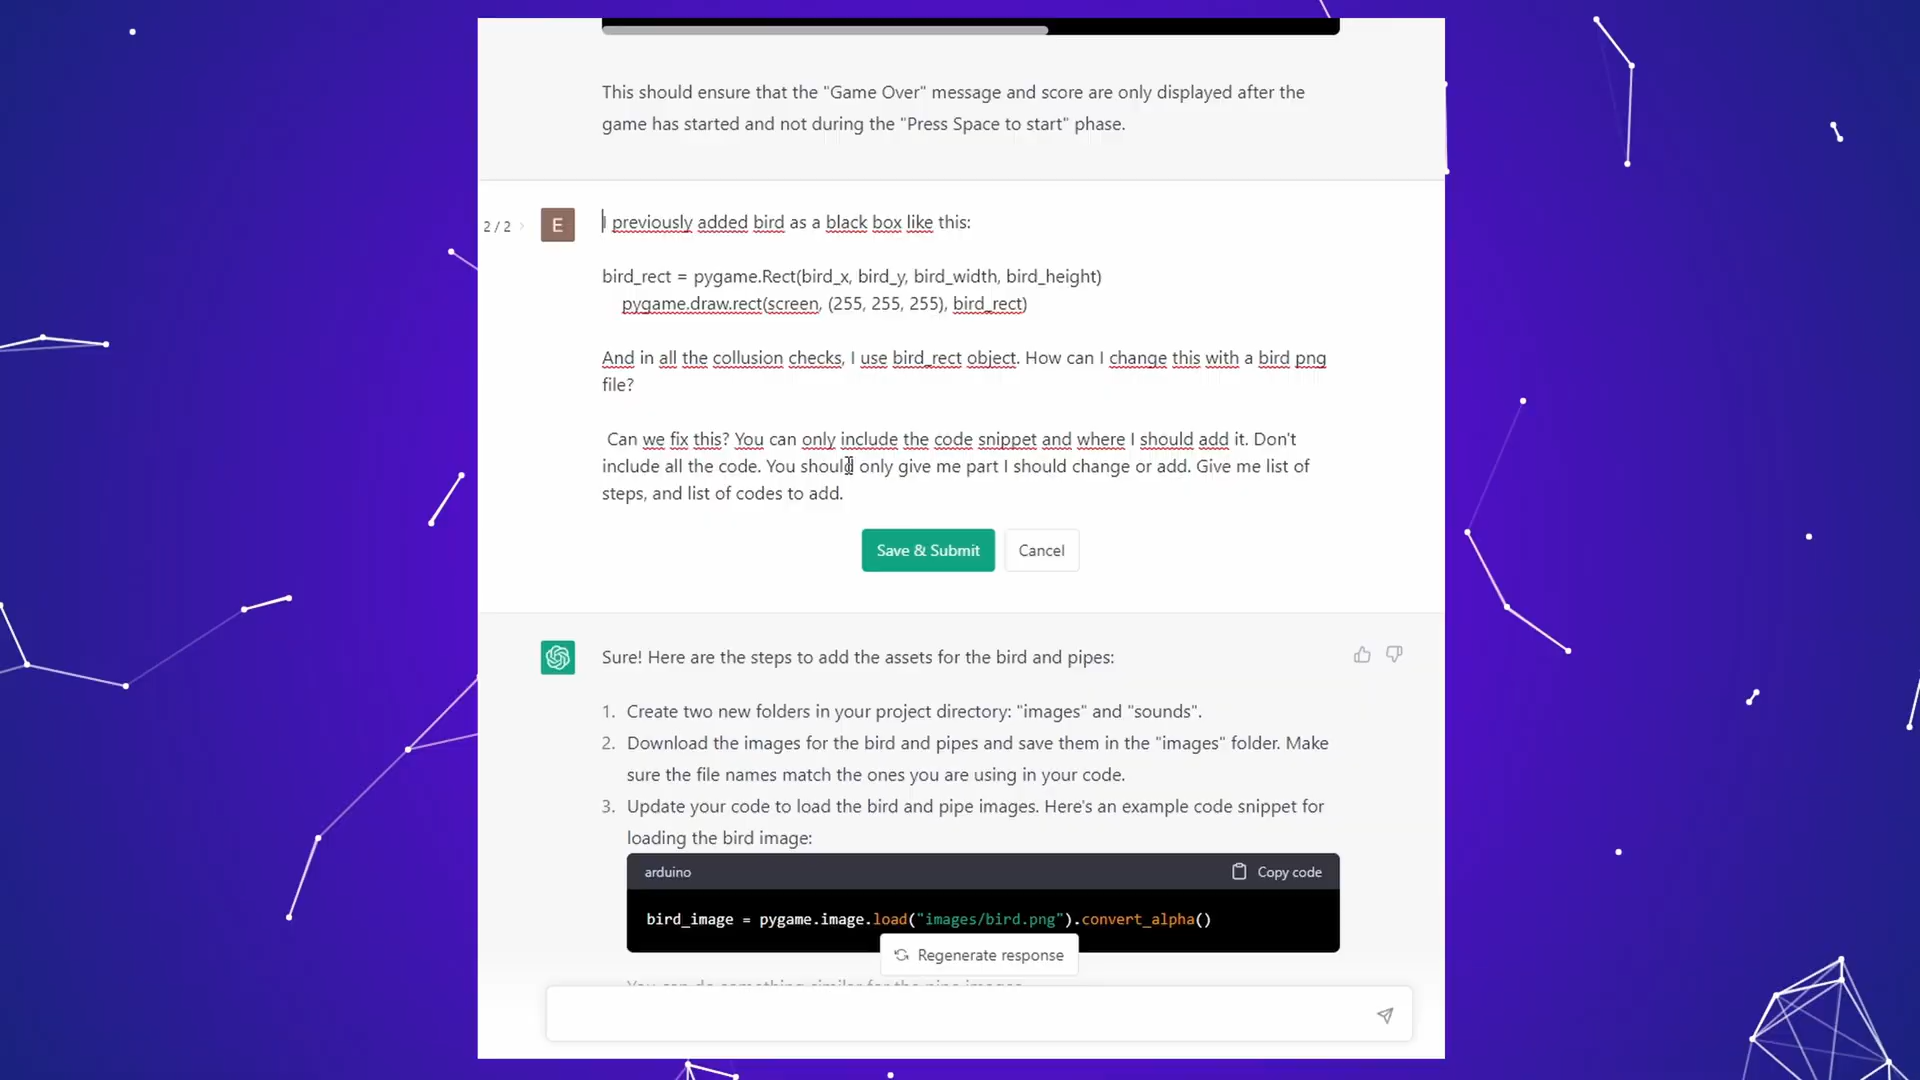 This should ensure that the "Game Over" message and score are only displayed after the
game has started and not during the "Press Space to start" phase.
2 / 2
E
I previously added bird as a black box like this:
bird_rect = pygame.Rect(bird_x, bird_y, bird_width, bird_height)
pygame.draw.rect(screen, (255, 255, 255), bird_rect)
And in all the collusion checks, I use bird_rect object. How can I change this with a bird png
file?
Can we fix this? You can only include the code snippet and where I should add it. Don't
include all the code. You should only give me part I should change or add. Give me list of
steps, and list of codes to add.
Save & Submit
Cancel
Sure! Here are the steps to add the assets for the bird and pipes:
1. Create two new folders in your project directory: "images" and "sounds".
2. Download the images for the bird and pipes and save them in the "images" folder. Make
sure the file names match the ones you are using in your code.
3. Update your code to load the bird and pipe images. Here's an example code snippet for
loading the bird image:
arduino
Copy code
bird_image = pygame.image.load("images/bird.png").convert_alpha()
Regenerate response
You can do something similar for the pipe images.